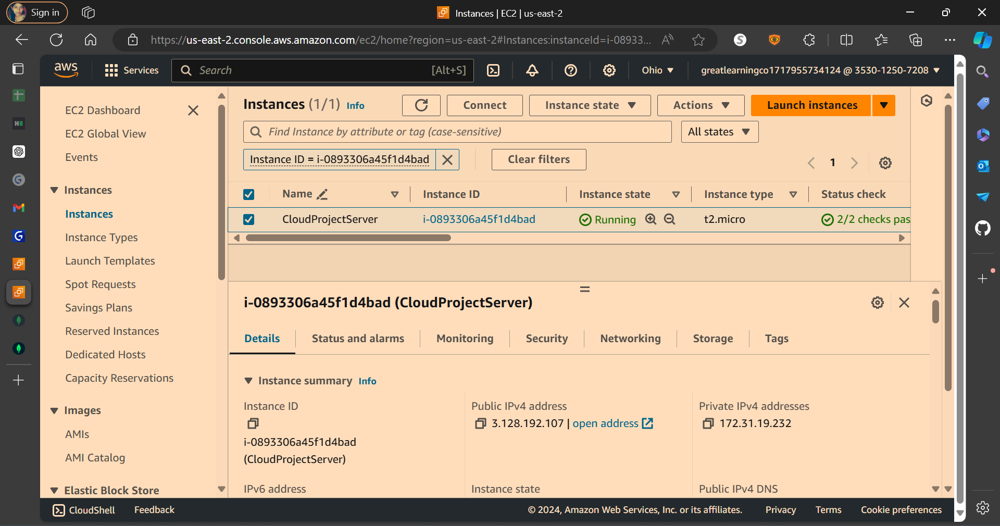 Sign in
Instances | EC2 | us-east-2
https://us-east-2.console.aws.amazon.com/ec2/home?region=us-east-2#Instances:instanceId=i-08933...
aws
Services
Search [Alt+S]
Ohio
greatlearningco1717955734124 @ 3530-1250-7208
EC2 Dashboard
EC2 Global View
Events
Instances
Instances
Instance Types
Launch Templates
Spot Requests
Savings Plans
Reserved Instances
Dedicated Hosts
Capacity Reservations
Images
AMIs
AMI Catalog
Elastic Block Store
Instances (1/1) Info
Connect
Instance state
Actions
Launch instances
Find Instance by attribute or tag (case-sensitive)
All states
Instance ID = i-0893306a45f1d4bad
Clear filters
1
Name Instance ID Instance state Instance type Status check
CloudProjectServer i-0893306a45f1d4bad Running t2.micro 2/2 checks pas
i-0893306a45f1d4bad (CloudProjectServer)
Details Status and alarms Monitoring Security Networking Storage Tags
Instance summary Info
Instance ID
i-0893306a45f1d4bad
(CloudProjectServer)
Public IPv4 address
3.128.192.107 | open address
Private IPv4 addresses
172.31.19.232
IPv6 address
Instance state
Public IPv4 DNS
CloudShell Feedback © 2024, Amazon Web Services, Inc. or its affiliates. Privacy Terms Cookie preferences